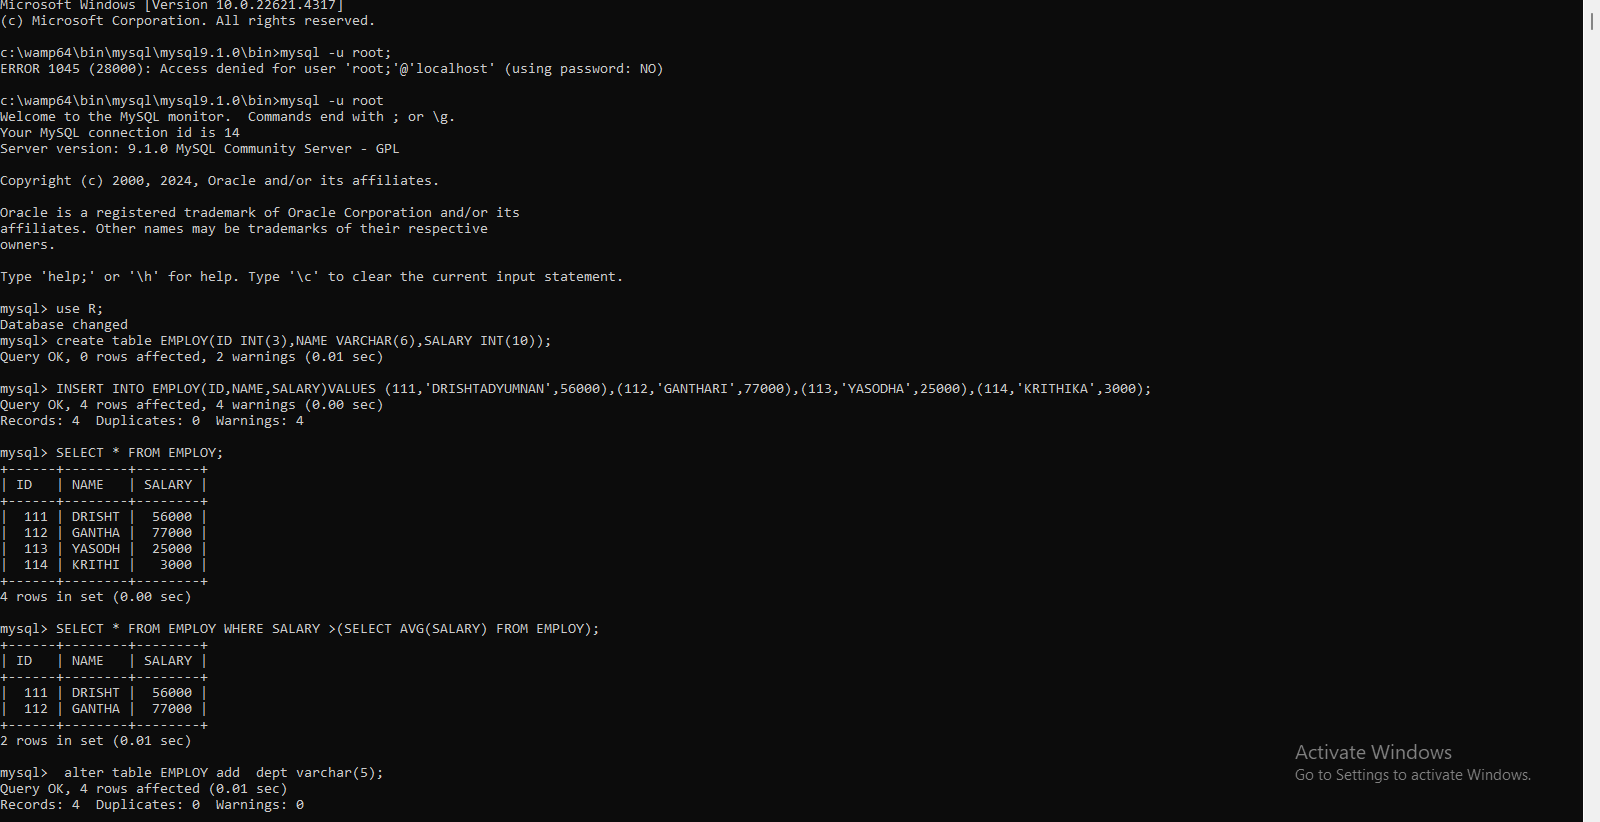 Microsoft Windows [Version 10.0.22621.4317]
(c) Microsoft Corporation. All rights reserved.
c:\wamp64\bin\mysql\mysql9.1.0\bin>mysql -u root;
ERROR 1045 (28000): Access denied for user 'root;'@'localhost' (using password: NO)
c:\wamp64\bin\mysql\mysql9.1.0\bin>mysql -u root
Welcome to the MySQL monitor.  Commands end with ; or \g.
Your MySQL connection id is 14
Server version: 9.1.0 MySQL Community Server - GPL
Copyright (c) 2000, 2024, Oracle and/or its affiliates.
Oracle is a registered trademark of Oracle Corporation and/or its
affiliates. Other names may be trademarks of their respective
owners.
Type 'help;' or '\h' for help. Type '\c' to clear the current input statement.
mysql> use R;
Database changed
mysql> create table EMPLOY(ID INT(3),NAME VARCHAR(6),SALARY INT(10));
Query OK, 0 rows affected, 2 warnings (0.01 sec)
mysql> INSERT INTO EMPLOY(ID,NAME,SALARY)VALUES (111,'DRISHTADYUMNAN',56000),(112,'GANTHARI',77000),(113,'YASODHA',25000),(114,'KRITHIKA',3000);
Query OK, 4 rows affected, 4 warnings (0.00 sec)
Records: 4  Duplicates: 0  Warnings: 4
mysql> SELECT * FROM EMPLOY;
+------+--------+--------+
| ID   | NAME   | SALARY |
+------+--------+--------+
|  111 | DRISHT |  56000 |
|  112 | GANTHA |  77000 |
|  113 | YASODH |  25000 |
|  114 | KRITHI |   3000 |
+------+--------+--------+
4 rows in set (0.00 sec)
mysql> SELECT * FROM EMPLOY WHERE SALARY >(SELECT AVG(SALARY) FROM EMPLOY);
+------+--------+--------+
| ID   | NAME   | SALARY |
+------+--------+--------+
|  111 | DRISHT |  56000 |
|  112 | GANTHA |  77000 |
+------+--------+--------+
2 rows in set (0.01 sec)
mysql>  alter table EMPLOY add  dept varchar(5);
Query OK, 4 rows affected (0.01 sec)
Records: 4  Duplicates: 0  Warnings: 0
Activate Windows
Go to Settings to activate Windows.